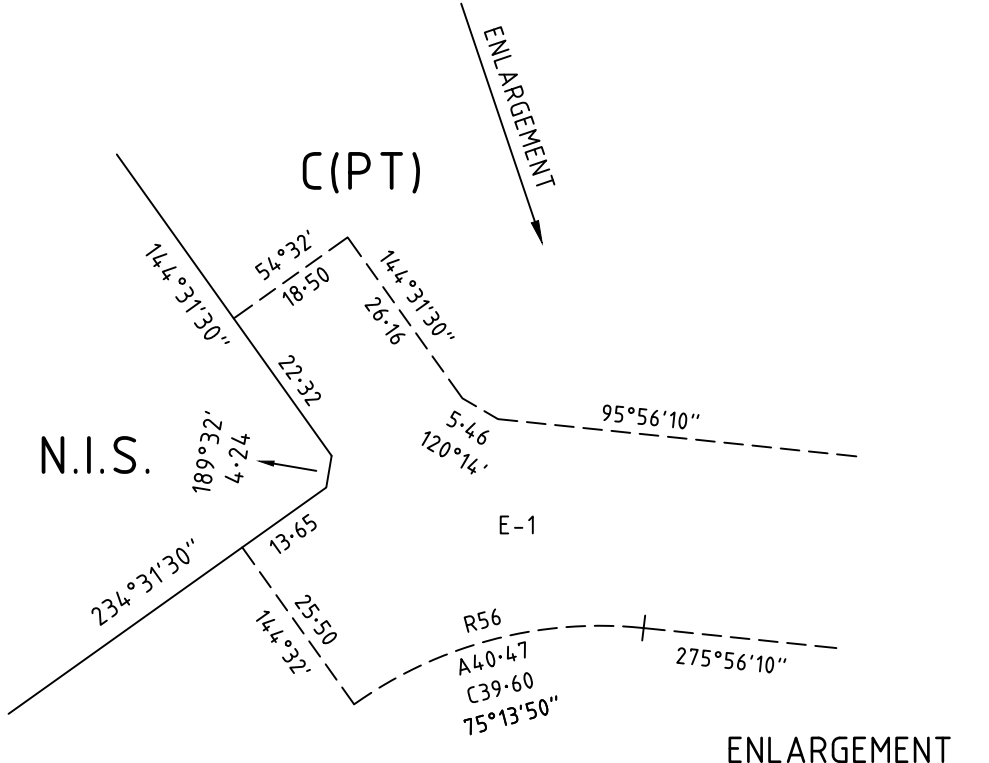 ENLARGEMENT
C(PT)
54°32'
18·50
144°31'30"
26·16
144°31'30"
22·32
95°56'10"
5·46
120°14'
N.I.S.
189°32'
4·24
E-1
13·65
234°31'30"
25·50
144°32'
R56
A40·47
C39·60
75°13'50"
275°56'10"
ENLARGEMENT